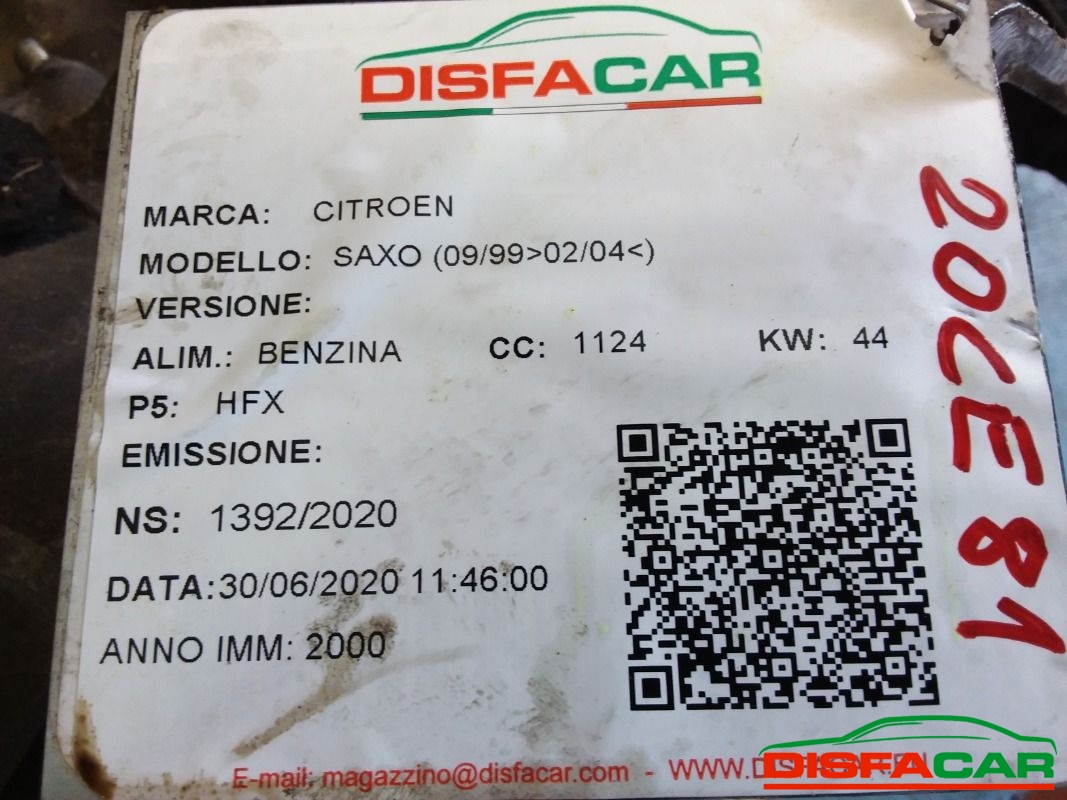 DISFACAR
MARCA: CITROEN
MODELLO: SAXO (09/99>02/04<)
VERSIONE:
ALIM.: BENZINA CC: 1124 KW: 44
P5: HFX
EMISSIONE:
NS: 1392/2020
DATA:30/06/2020 11:46:00
ANNO IMM: 2000
E-mail: magazzino@disfacar.com -
20CE81
DISFACAR